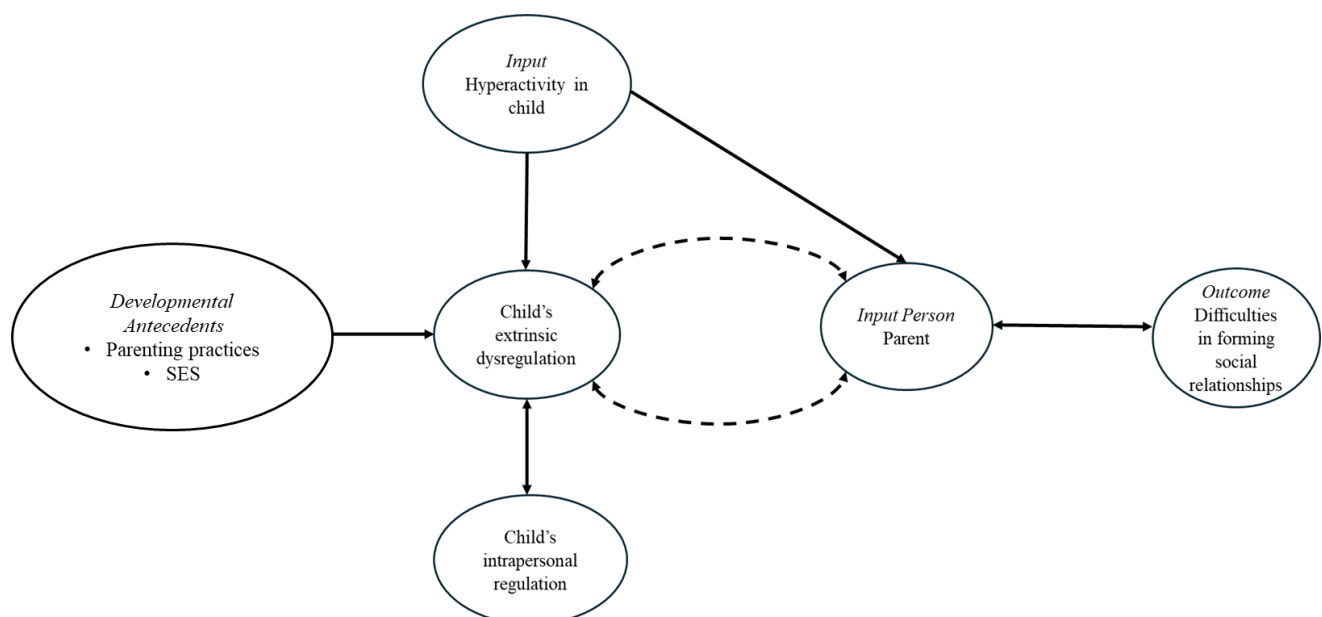 Input
Hyperactivity in
child
Developmental
Antecedents
• Parenting practices
• SES
Child’s
extrinsic
dysregulation
Input Person
Parent
Outcome
Difficulties
in forming
social
relationships
Child’s
intrapersonal
regulation